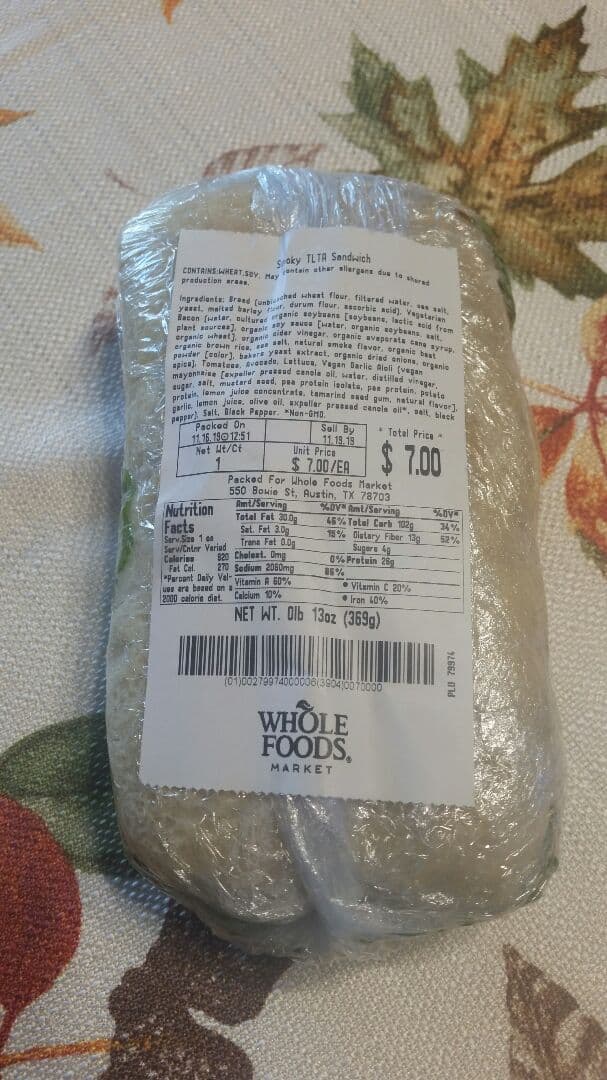 Smoky TLTA Sandwich
CONTAINS:WHEAT,SOY. May contain other allergens due to shared
production areas.
Ingredients: Bread (unbleached wheat flour, filtered water, sea salt,
yeast, malted barley flour, durum flour, ascorbic acid). Vegetarian
Bacon [water, cultured organic soybeans [soybeans, lactic acid from
plant sources], organic soy sauce [water, organic soybeans, salt,
organic wheat], organic cider vinegar, organic evaporate cane syrup,
organic brown rice, sea salt, natural smoke flavor, organic beet
powder [color], bakers yeast extract, organic dried onions, organic
spice). Tomatoes, Avocado, Lettuce, Vegan Garlic Aioli [vegan
mayonnaise [expeller pressed canola oil, water, distilled vinegar,
sugar, salt, mustard seed, pea protein isolate, pea protein, potato
protein, lemon juice concentrate, tamarind seed gum, natural flavor],
garlic, lemon juice, olive oil, expeller pressed canola oil*, salt, black
pepper), Salt, Black Pepper. *Non-GMO.
Packed On
11.16.19@12:51
Sell By
11.19.19
* Total Price *
Net Wt/Ct
1
Unit Price
$ 7.00/EA
$ 7.00
Packed For Whole Foods Market
550 Bowie St, Austin, TX 78703
Nutrition
Facts
Serv.Size 1 ea
Serv/Cntnr Varied
Calories 820
Fat Cal. 270
*Percent Daily Val-
ues are based on a
2000 calorie diet.
Amt/Serving %DV* Amt/Serving %DV*
Total Fat 30.0g 46% Total Carb 102g 34%
Sat. Fat 3.0g 15% Dietary Fiber 13g 52%
Trans Fat 0.0g Sugars 4g
Cholest. 0mg 0% Protein 28g
Sodium 2060mg 86%
Vitamin A 60% • Vitamin C 20%
Calcium 10% • Iron 40%
NET WT. 0lb 13oz (369g)
(01)00279974000006(3904)0070000
PLU 79974
WHOLE
FOODS®
MARKET